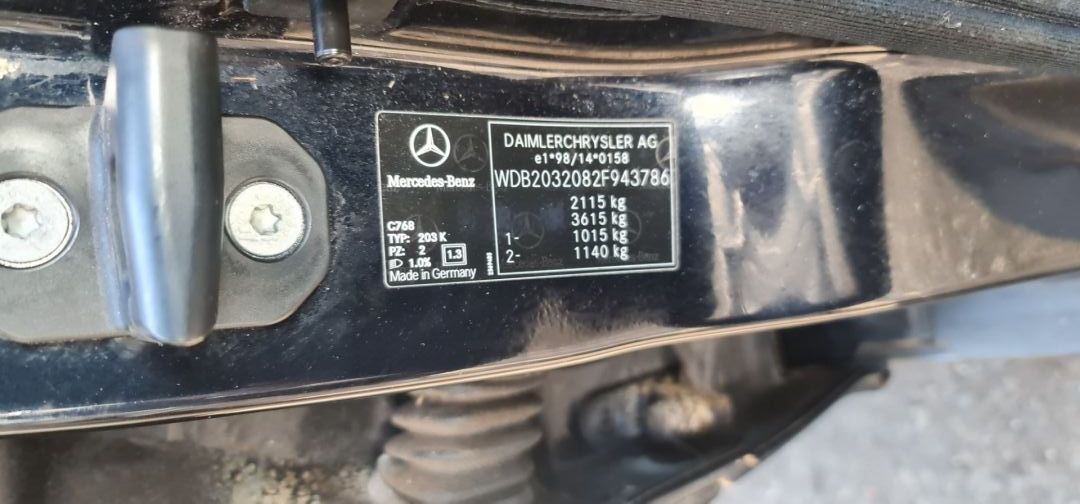 Mercedes-Benz
C768
TYP: 203 K
PZ: 2
1.0% 1.3
Made in Germany
DAIMLERCHRYSLER AG
e1*98/14*0158
WDB2032082F943786
2115 kg
3615 kg
1- 1015 kg
2- 1140 kg